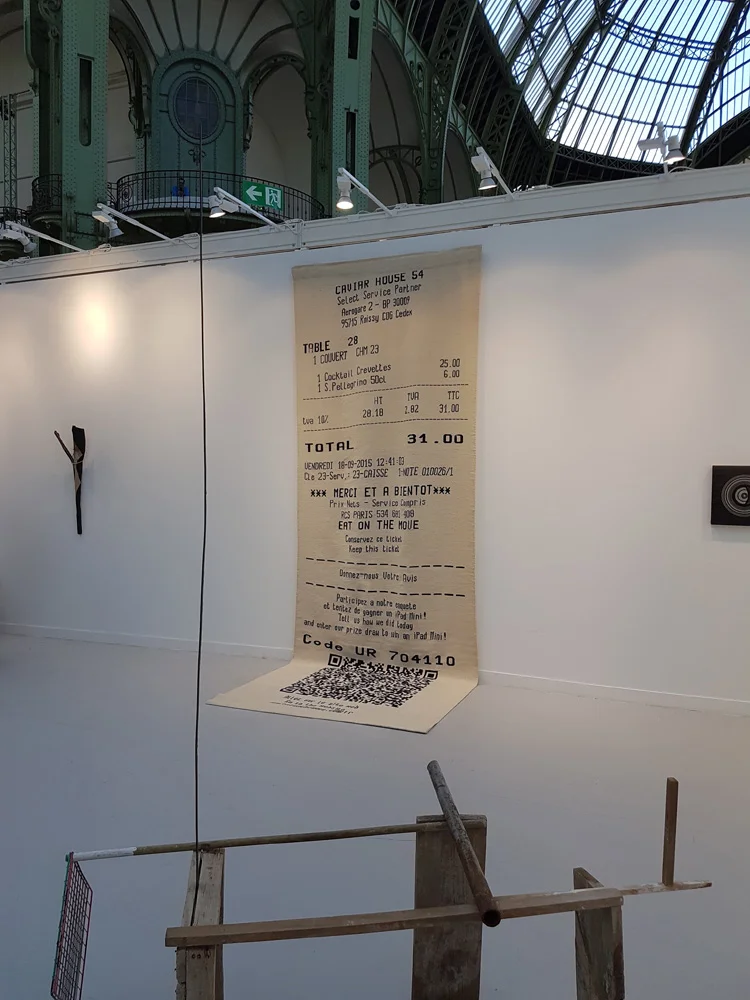 CAVIAR HOUSE 54
Select Service Partner
Aerogare 2 - BP 30009
95715 Roissy CDG Cedex
TABLE 28
1 COUVERT CHM 23
1 Cocktail Crevettes 25.00
1 S.Pellegrino 50cl 6.00
HT TVA TTC
tva 10% 28.18 2.82 31.00
TOTAL 31.00
VENDREDI 18-09-2015 12:41:03
Cle 23-Serv.: 23-CAISSE 1-NOTE 010026/1
*** MERCI ET A BIENTOT***
Prix Nets - Service Compris
RCS PARIS 534 681 408
EAT ON THE MOVE
Conservez ce ticket
Keep this ticket
Donnez-nous Votre Avis
Participez a notre enquete
et tentez de gagner un iPad Mini!
Tell us how we did today
and enter our prize draw to win an iPad Mini!
Code UR 704110